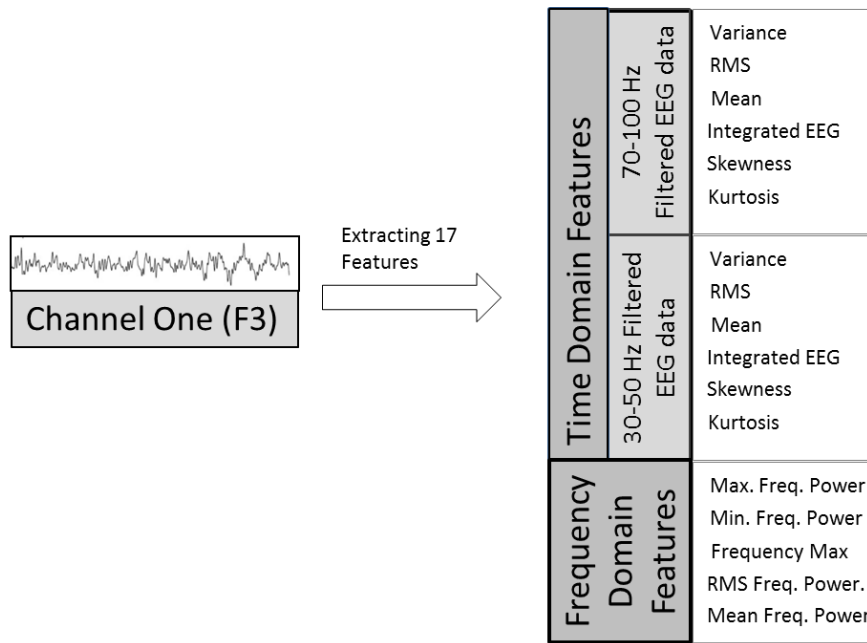 Channel One (F3)
Extracting 17
Features
Time Domain Features
70-100 Hz
Filtered EEG data
Variance
RMS
Mean
Integrated EEG
Skewness
Kurtosis
30-50 Hz Filtered
EEG data
Variance
RMS
Mean
Integrated EEG
Skewness
Kurtosis
Frequency
Domain
Features
Max. Freq. Power
Min. Freq. Power
Frequency Max
RMS Freq. Power.
Mean Freq. Power